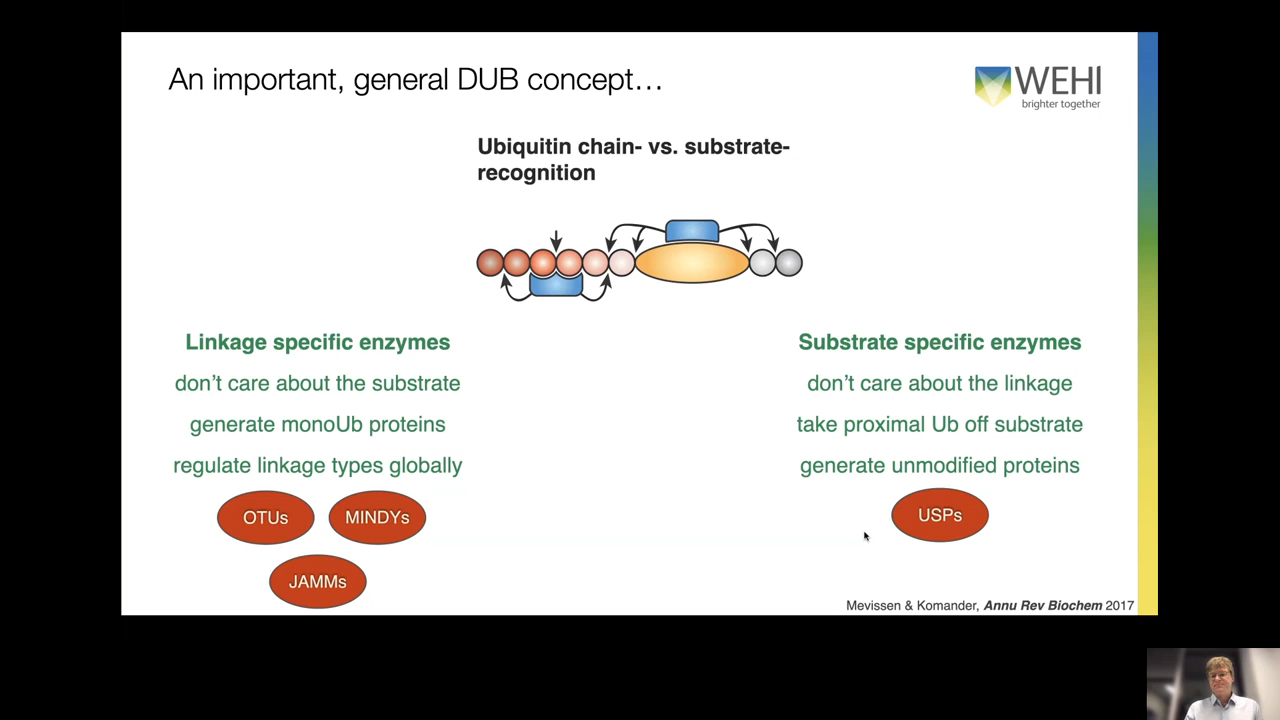 An important, general DUB concept…
WEHI
brighter together
Ubiquitin chain- vs. substrate-
recognition
Linkage specific enzymes
don't care about the substrate
generate monoUb proteins
regulate linkage types globally
OTUs
MINDYs
JAMMs
Substrate specific enzymes
don't care about the linkage
take proximal Ub off substrate
generate unmodified proteins
USPs
Mevissen & Komander, Annu Rev Biochem 2017